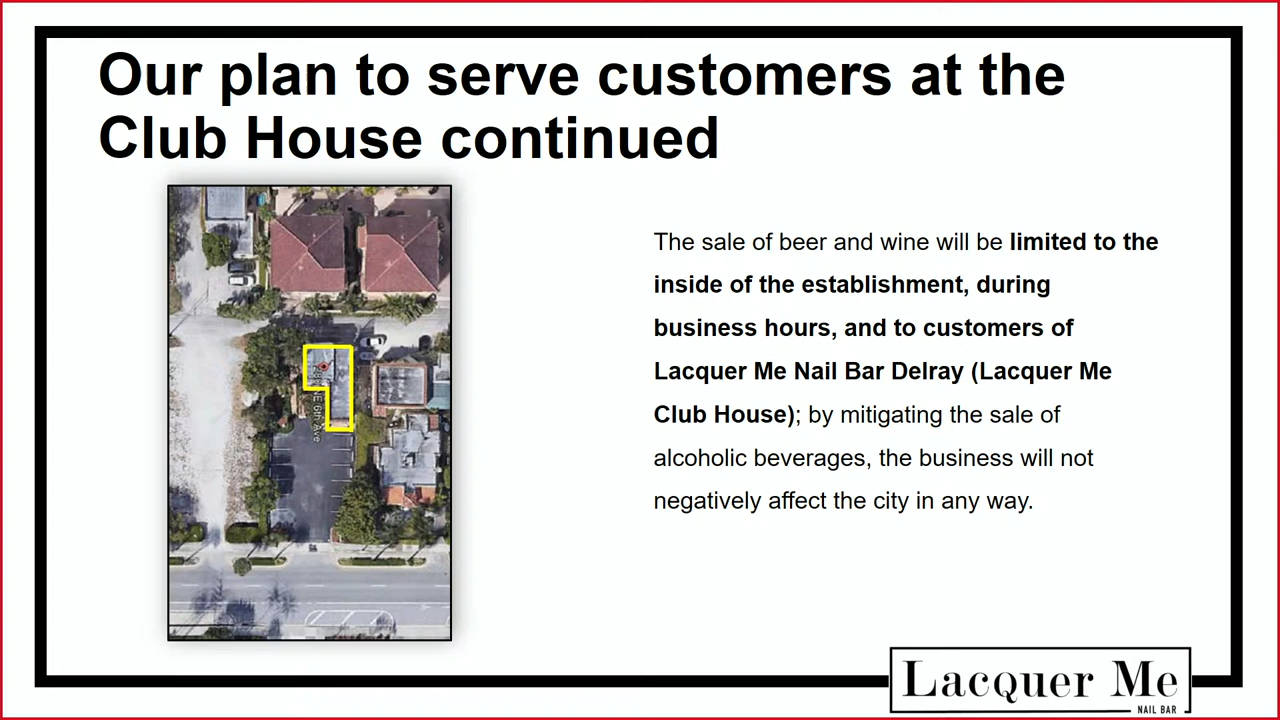 Our plan to serve customers at the
Club House continued
The sale of beer and wine will be limited to the
inside of the establishment, during
business hours, and to customers of
Lacquer Me Nail Bar Delray (Lacquer Me
Club House); by mitigating the sale of
alcoholic beverages, the business will not
negatively affect the city in any way.
NE 6th Ave
Lacquer Me
NAIL BAR